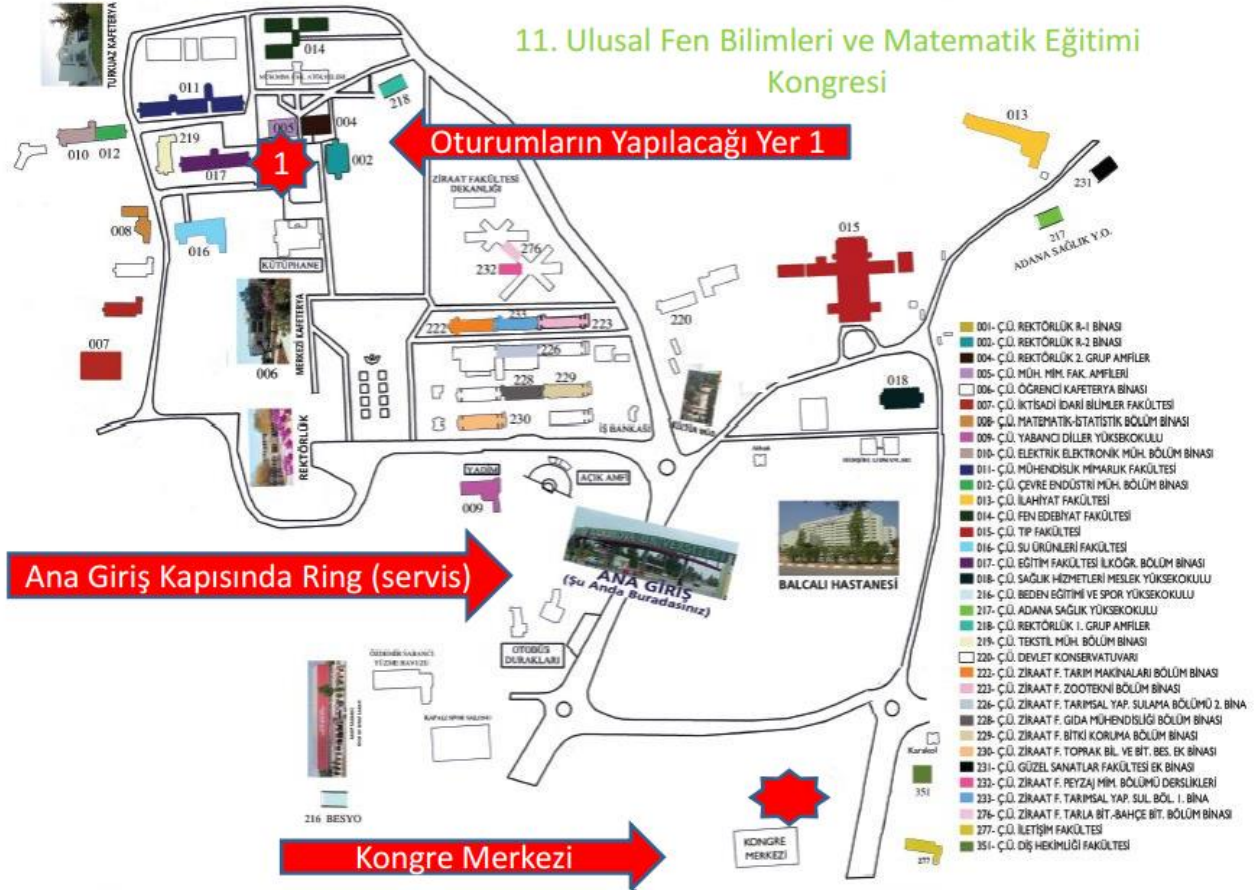 11. Ulusal Fen Bilimleri ve Matematik Eğitimi
Kongresi
TURKUAZ KAFETERYA
014
011
218
005
004
010
012
219
017
1
002
Oturumların Yapılacağı Yer 1
013
231
217
ADANA SAĞLIK Y.O.
ZİRAAT FAKÜLTESİ
DEKANLIĞI
276
232
008
016
KÜTÜPHANE
015
220
MERKEZİ KAFETERYA
006
007
222
233
223
226
228
229
230
İŞ BANKASI
018
REKTÖRLÜK
YADİM
009
AÇIK AMFİ
Ana Giriş Kapısında Ring (servis)
ANA GİRİŞ
(Şu Anda Buradasınız)
BALCALI HASTANESİ
OTOBÜS
DURAKLARI
ÖZDEMİR SABANCI
YÜZME HAVUZU
KAPALI SPOR SALONU
216 BESYO
Karakol
351
277
KONGRE
MERKEZİ
Kongre Merkezi
001- Ç.Ü. REKTÖRLÜK R-1 BİNASI
002- Ç.Ü. REKTÖRLÜK R-2 BİNASI
004- Ç.Ü. REKTÖRLÜK 2. GRUP AMFİLER
005- Ç.Ü. MÜH. MİM. FAK. AMFİLERİ
006- Ç.Ü. ÖĞRENCİ KAFETERYA BİNASI
007- Ç.Ü. İKTİSADİ İDARİ BİLİMLER FAKÜLTESİ
008- Ç.Ü. MATEMATİK-İSTATİSTİK BÖLÜM BİNASI
009- Ç.Ü. YABANCI DİLLER YÜKSEKOKULU
010- Ç.Ü. ELEKTRİK ELEKTRONİK MÜH. BÖLÜM BİNASI
011- Ç.Ü. MÜHENDİSLİK MİMARLIK FAKÜLTESİ
012- Ç.Ü. ÇEVRE ENDÜSTRİ MÜH. BÖLÜM BİNASI
013- Ç.Ü. İLAHİYAT FAKÜLTESİ
014- Ç.Ü. FEN EDEBİYAT FAKÜLTESİ
015- Ç.Ü. TIP FAKÜLTESİ
016- Ç.Ü. SU ÜRÜNLERİ FAKÜLTESİ
017- Ç.Ü. EĞİTİM FAKÜLTESİ İLKÖĞR. BÖLÜM BİNASI
018- Ç.Ü. SAĞLIK HİZMETLERİ MESLEK YÜKSEKOKULU
216- Ç.Ü. BEDEN EĞİTİMİ VE SPOR YÜKSEKOKULU
217- Ç.Ü. ADANA SAĞLIK YÜKSEKOKULU
218- Ç.Ü. REKTÖRLÜK 1. GRUP AMFİLER
219- Ç.Ü. TEKSTİL MÜH. BÖLÜM BİNASI
220- Ç.Ü. DEVLET KONSERVATUVARI
222- Ç.Ü. ZİRAAT F. TARIM MAKİNALARI BÖLÜM BİNASI
223- Ç.Ü. ZİRAAT F. ZOOTEKNİ BÖLÜM BİNASI
226- Ç.Ü. ZİRAAT F. TARIMSAL YAP. SULAMA BÖLÜMÜ 2. BİNA
228- Ç.Ü. ZİRAAT F. GIDA MÜHENDİSLİĞİ BÖLÜM BİNASI
229- Ç.Ü. ZİRAAT F. BİTKİ KORUMA BÖLÜM BİNASI
230- Ç.Ü. ZİRAAT F. TOPRAK BİL. VE BİT. BES. EK BİNASI
231- Ç.Ü. GÜZEL SANATLAR FAKÜLTESİ EK BİNASI
232- Ç.Ü. ZİRAAT F. PEYZAJ MİM. BÖLÜMÜ DERSLİKLERİ
233- Ç.Ü. ZİRAAT F. TARIMSAL YAP. SUL. BÖL. 1. BİNA
276- Ç.Ü. ZİRAAT F. TARLA BİT.-BAHÇE BİT. BÖLÜM BİNASI
277- Ç.Ü. İLETİŞİM FAKÜLTESİ
351- Ç.Ü. DİŞ HEKİMLİĞİ FAKÜLTESİ